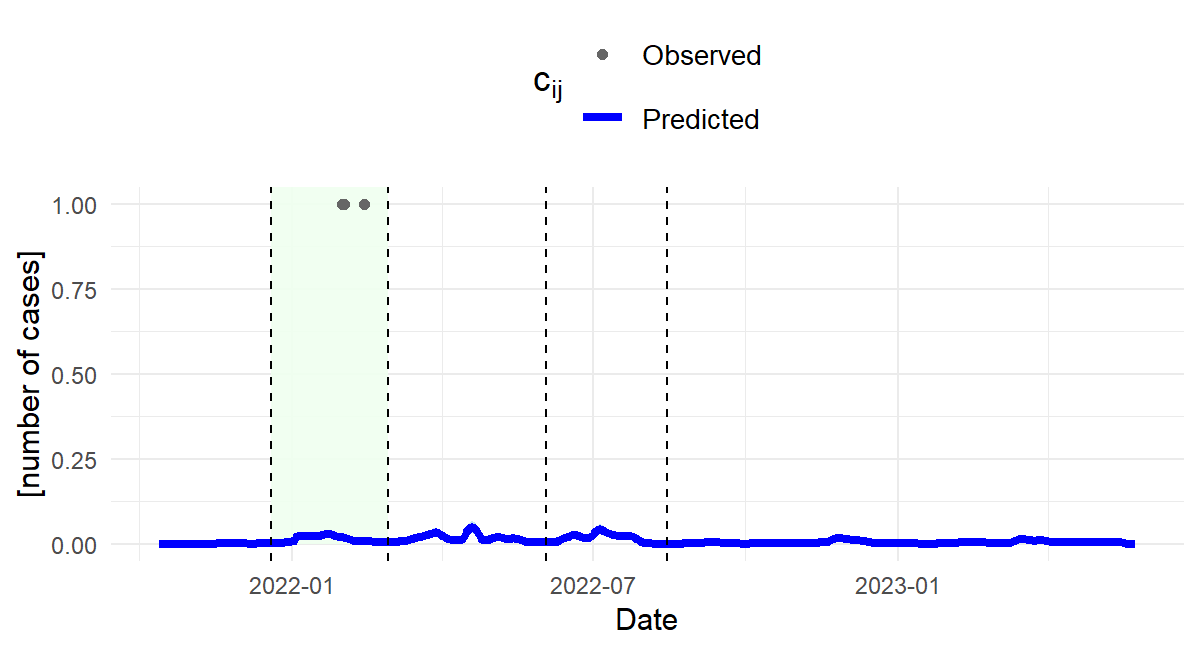 Observed
c_ij
Predicted
1.00
0.75
0.50
0.25
0.00
[number of cases]
2022-01
2022-07
2023-01
Date